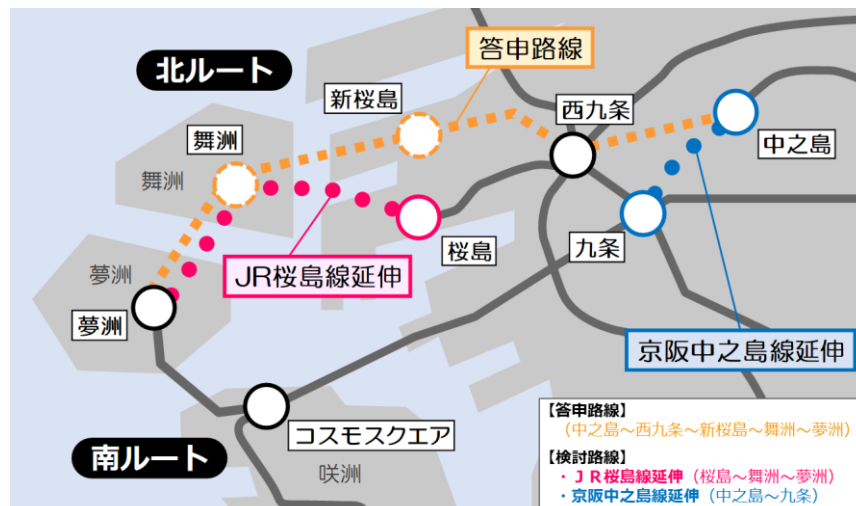 北ルート
答申路線
新桜島
西九条
中之島
舞洲
舞洲
桜島
九条
JR桜島線延伸
夢洲
夢洲
京阪中之島線延伸
コスモスクエア
南ルート
咲洲
【答申路線】
（中之島～西九条～新桜島～舞洲～夢洲）
【検討路線】
・ＪＲ桜島線延伸（桜島～舞洲～夢洲）
・京阪中之島線延伸（中之島～九条）